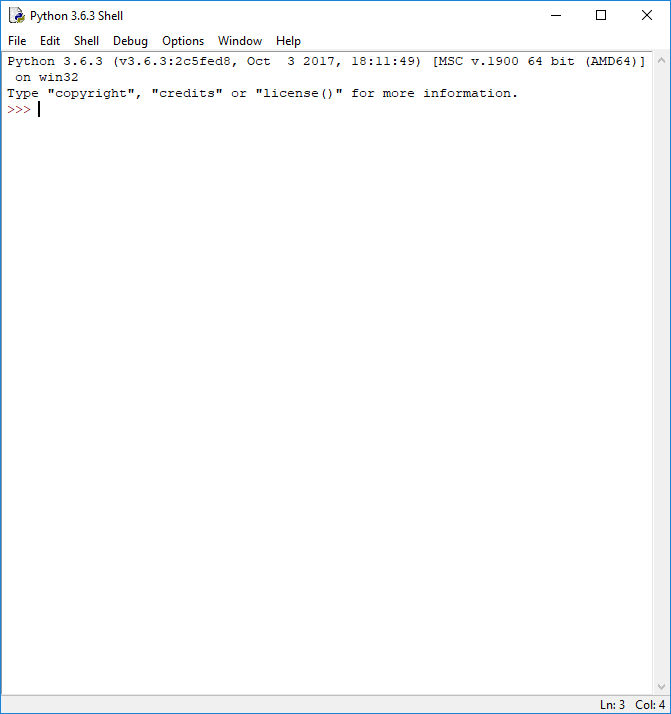 Python 3.6.3 Shell
File Edit Shell Debug Options Window Help
Python 3.6.3 (v3.6.3:2c5fed8, Oct  3 2017, 18:11:49) [MSC v.1900 64 bit (AMD64)]
 on win32
Type "copyright", "credits" or "license()" for more information.
>>>
Ln: 3 Col: 4